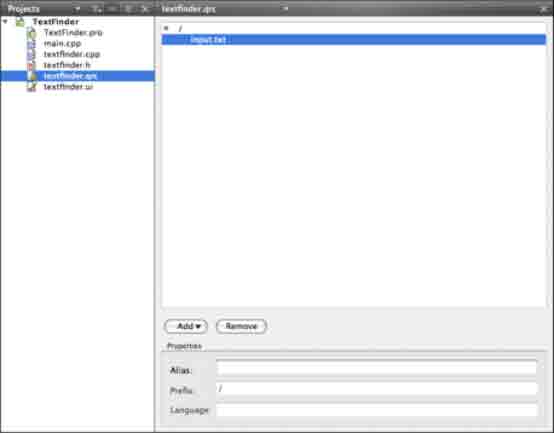 Projects
TextFinder
TextFinder.pro
main.cpp
textfinder.cpp
textfinder.h
textfinder.qrc
textfinder.ui
textfinder.qrc
/
input.txt
Add
Remove
Properties
Alias:
Prefix: /
Language: